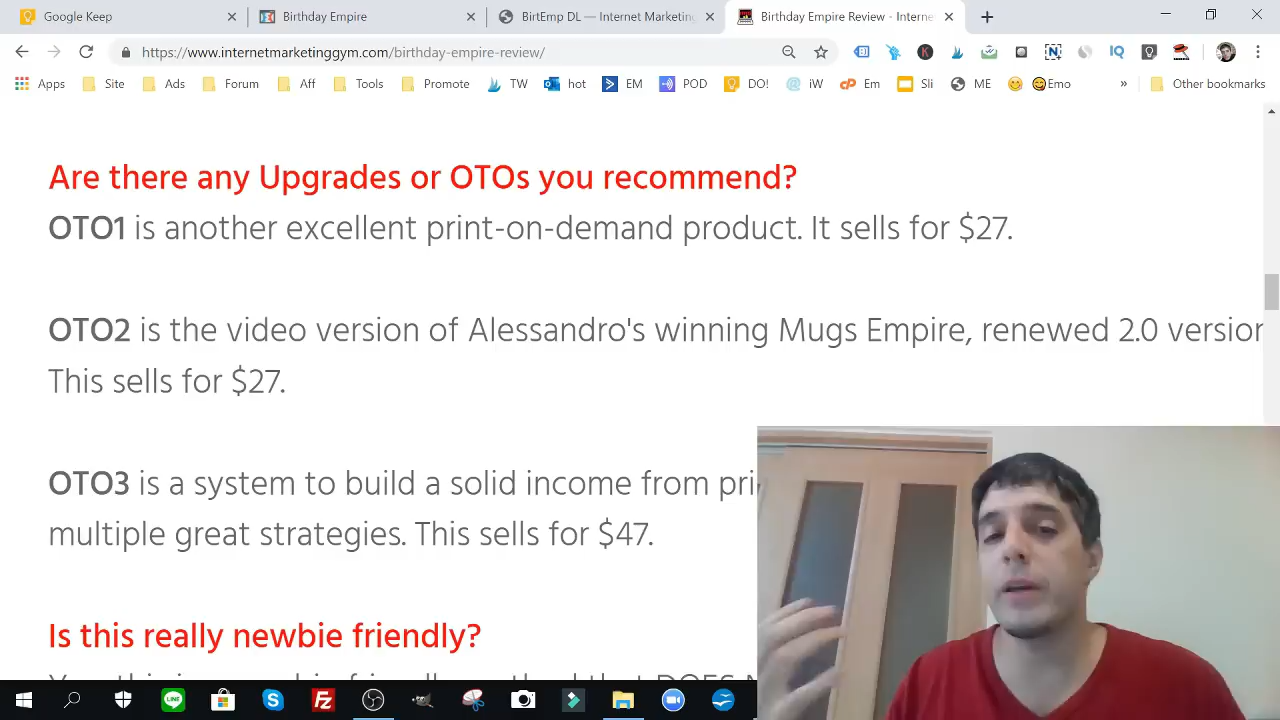 Google Keep
Birthday Empire
BirtEmp DL — Internet Marketing
Birthday Empire Review - Interne
https://www.internetmarketinggym.com/birthday-empire-review/
Apps Site Ads Forum Aff Tools Promote TW hot EM POD DO! iW Em Sli ME Emo » Other bookmarks
Are there any Upgrades or OTOs you recommend?
OTO1 is another excellent print-on-demand product. It sells for $27.
OTO2 is the video version of Alessandro's winning Mugs Empire, renewed 2.0 version
This sells for $27.
OTO3 is a system to build a solid income from pri
multiple great strategies. This sells for $47.
Is this really newbie friendly?